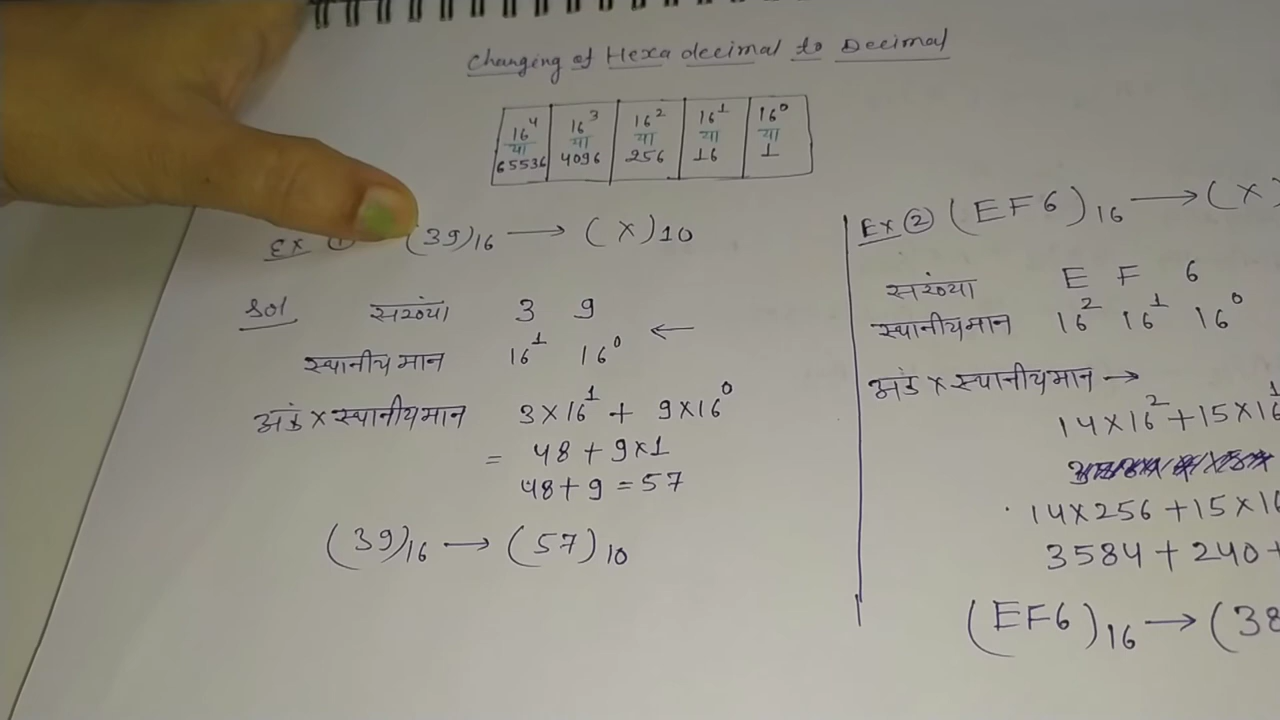 Changing of Hexa decimal to Decimal
16⁴ 16³ 16² 16¹ 16⁰
या या या या या
65536 4096 256 16 1
Ex ① (39)₁₆ → (X)₁₀
Sol संख्या 3 9
स्थानीयमान 16¹ 16⁰ ←
अंक × स्थानीयमान 3×16¹ + 9×16⁰
= 48 + 9×1
48+9 = 57
(39)₁₆ → (57)₁₀
Ex ② (EF6)₁₆ → (X)
संख्या E F 6
स्थानीयमान 16² 16¹ 16⁰
अंक × स्थानीयमान →
14×16² + 15×16¹
14×256 + 15×16
3584 + 240 +
(EF6)₁₆ → (38